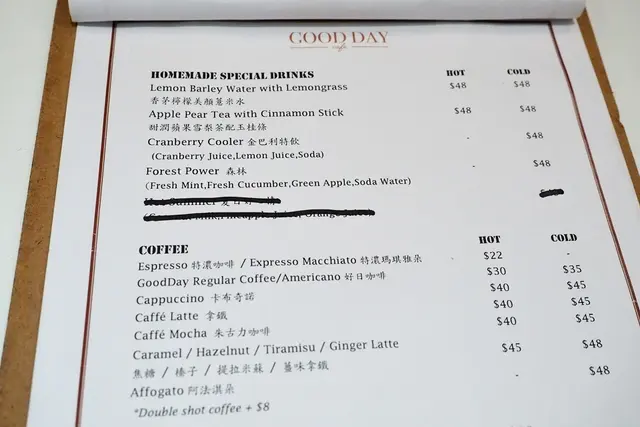 GOOD DAY
cafe
HOMEMADE SPECIAL DRINKS HOT COLD
Lemon Barley Water with Lemongrass $48 $48
香茅檸檬美顏薏米水
Apple Pear Tea with Cinnamon Stick $48 $48
甜潤蘋果雪梨茶配玉桂條
Cranberry Cooler 金巴利特飲 - $48
(Cranberry Juice,Lemon Juice,Soda)
Forest Power 森林 - $48
(Fresh Mint,Fresh Cucumber,Green Apple,Soda Water)
COFFEE HOT COLD
Espresso 特濃咖啡 / Expresso Macchiato 特濃瑪琪雅朵 $22 -
GoodDay Regular Coffee/Americano 好日咖啡 $30 $35
Cappuccino 卡布奇諾 $40 $45
Caffé Latte 拿鐵 $40 $45
Caffé Mocha 朱古力咖啡 $40 $45
Caramel / Hazelnut / Tiramisu / Ginger Latte $45 $48
焦糖 / 榛子 / 提拉米蘇 / 薑味拿鐵
Affogato 阿法淇朵 - $48
*Double shot coffee + $8